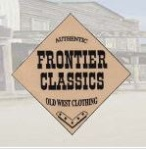 AUTHENTIC
FRONTIER
CLASSICS
OLD WEST CLOTHING